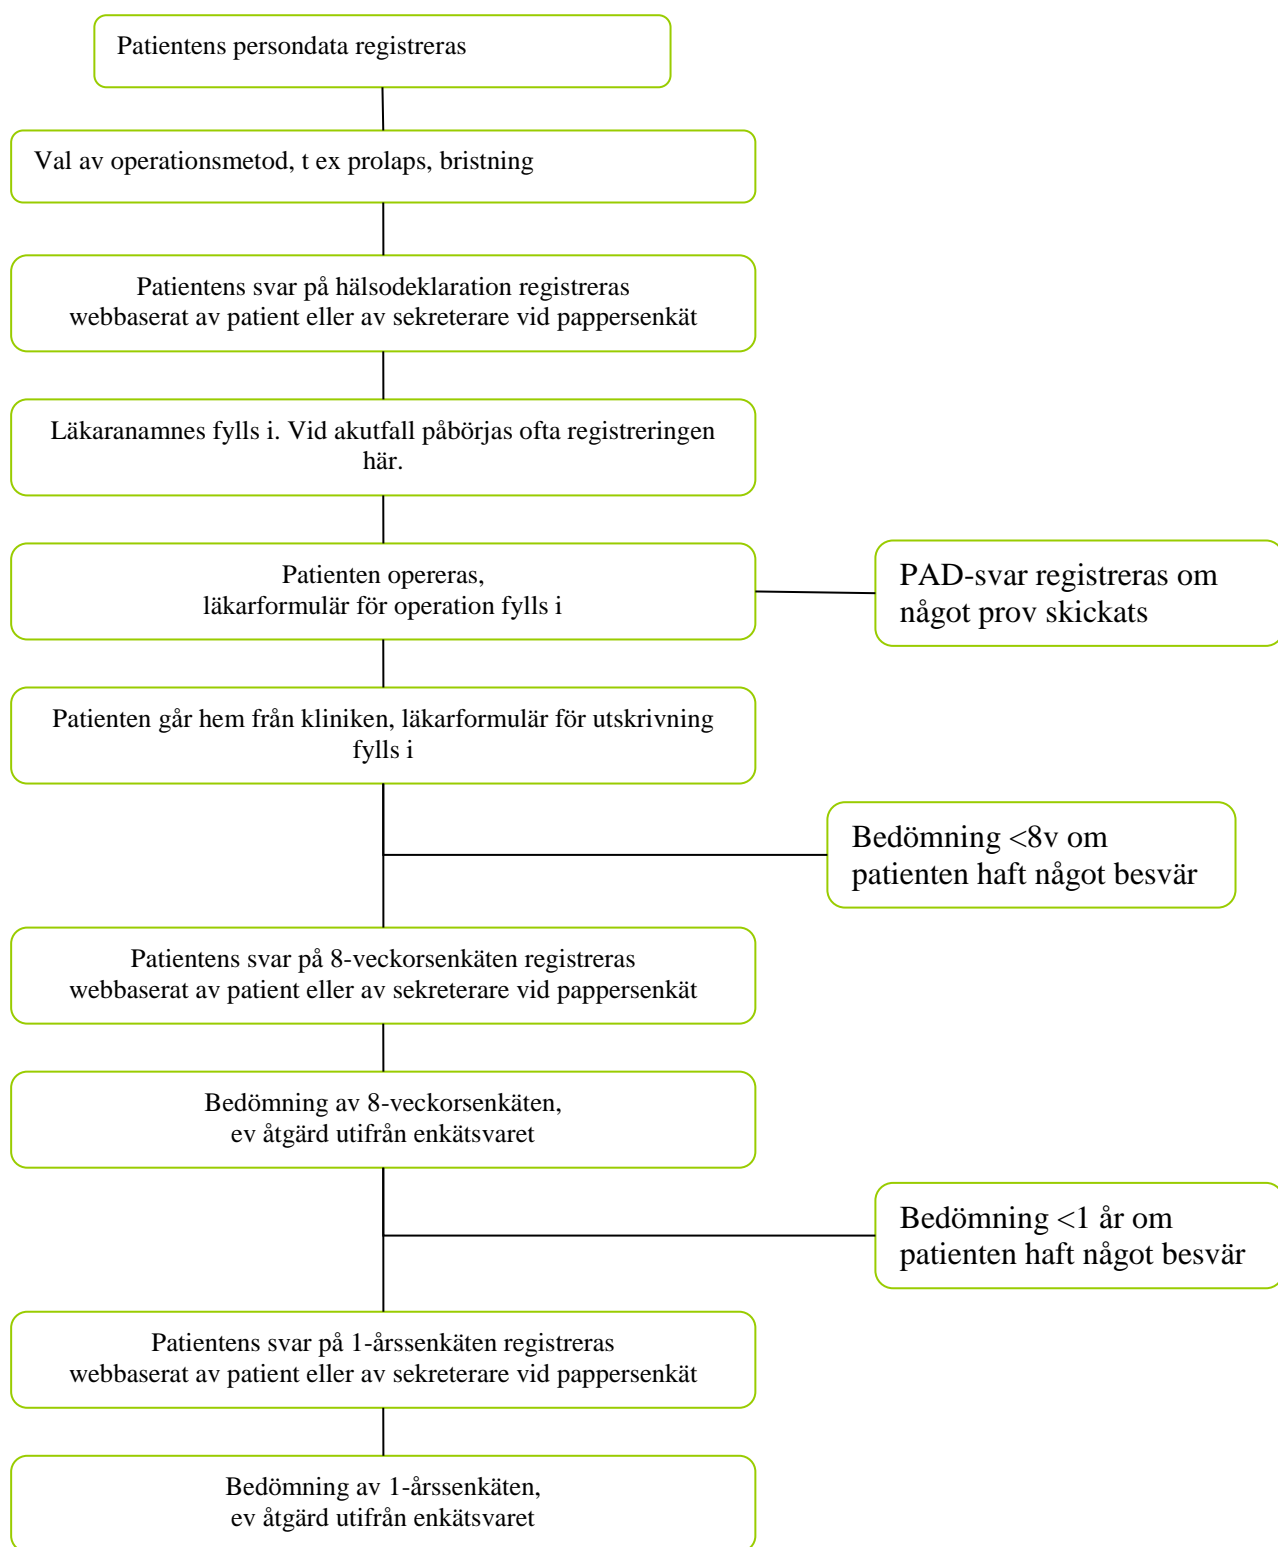 Patientens persondata registreras
Val av operationsmetod, t ex prolaps, bristning
Patientens svar på hälsodeklaration registreras
webbaserat av patient eller av sekreterare vid pappersenkät
Läkaranamnes fylls i. Vid akutfall påbörjas ofta registreringen
här.
Patienten opereras,
läkarformulär för operation fylls i
PAD-svar registreras om
något prov skickats
Patienten går hem från kliniken, läkarformulär för utskrivning
fylls i
Bedömning <8v om
patienten haft något besvär
Patientens svar på 8-veckorsenkäten registreras
webbaserat av patient eller av sekreterare vid pappersenkät
Bedömning av 8-veckorsenkäten,
ev åtgärd utifrån enkätsvaret
Bedömning <1 år om
patienten haft något besvär
Patientens svar på 1-årssenkäten registreras
webbaserat av patient eller av sekreterare vid pappersenkät
Bedömning av 1-årssenkäten,
ev åtgärd utifrån enkätsvaret